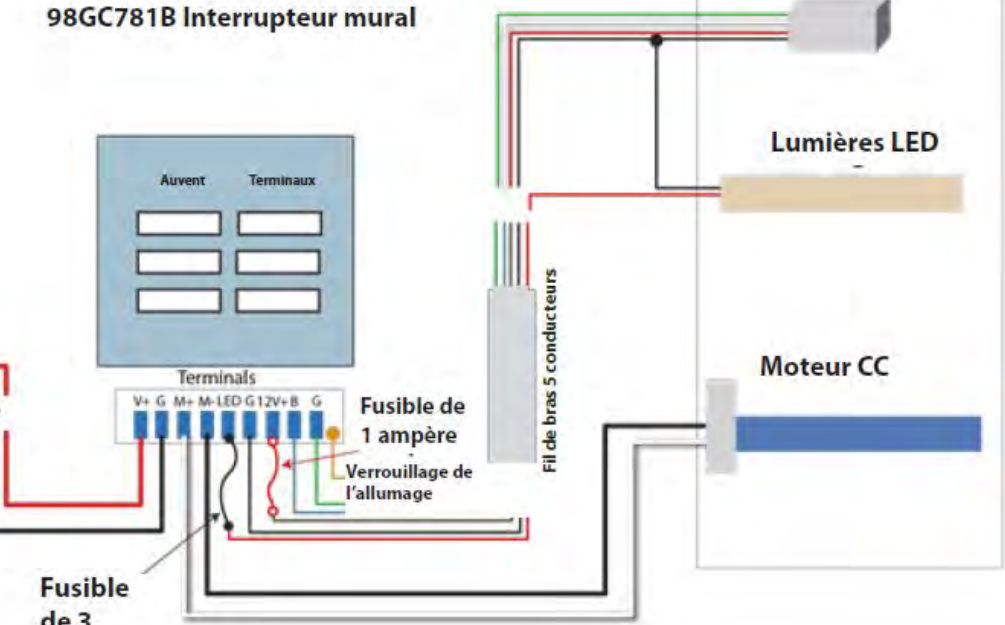 98GC781B Interrupteur mural
Lumières LED
Auvent Terminaux
Fil de bras 5 conducteurs
Moteur CC
Terminals
V+ G M+ M- LED G 12V+ B G
Fusible de
1 ampère
Verrouillage de
l'allumage
Fusible
de 3